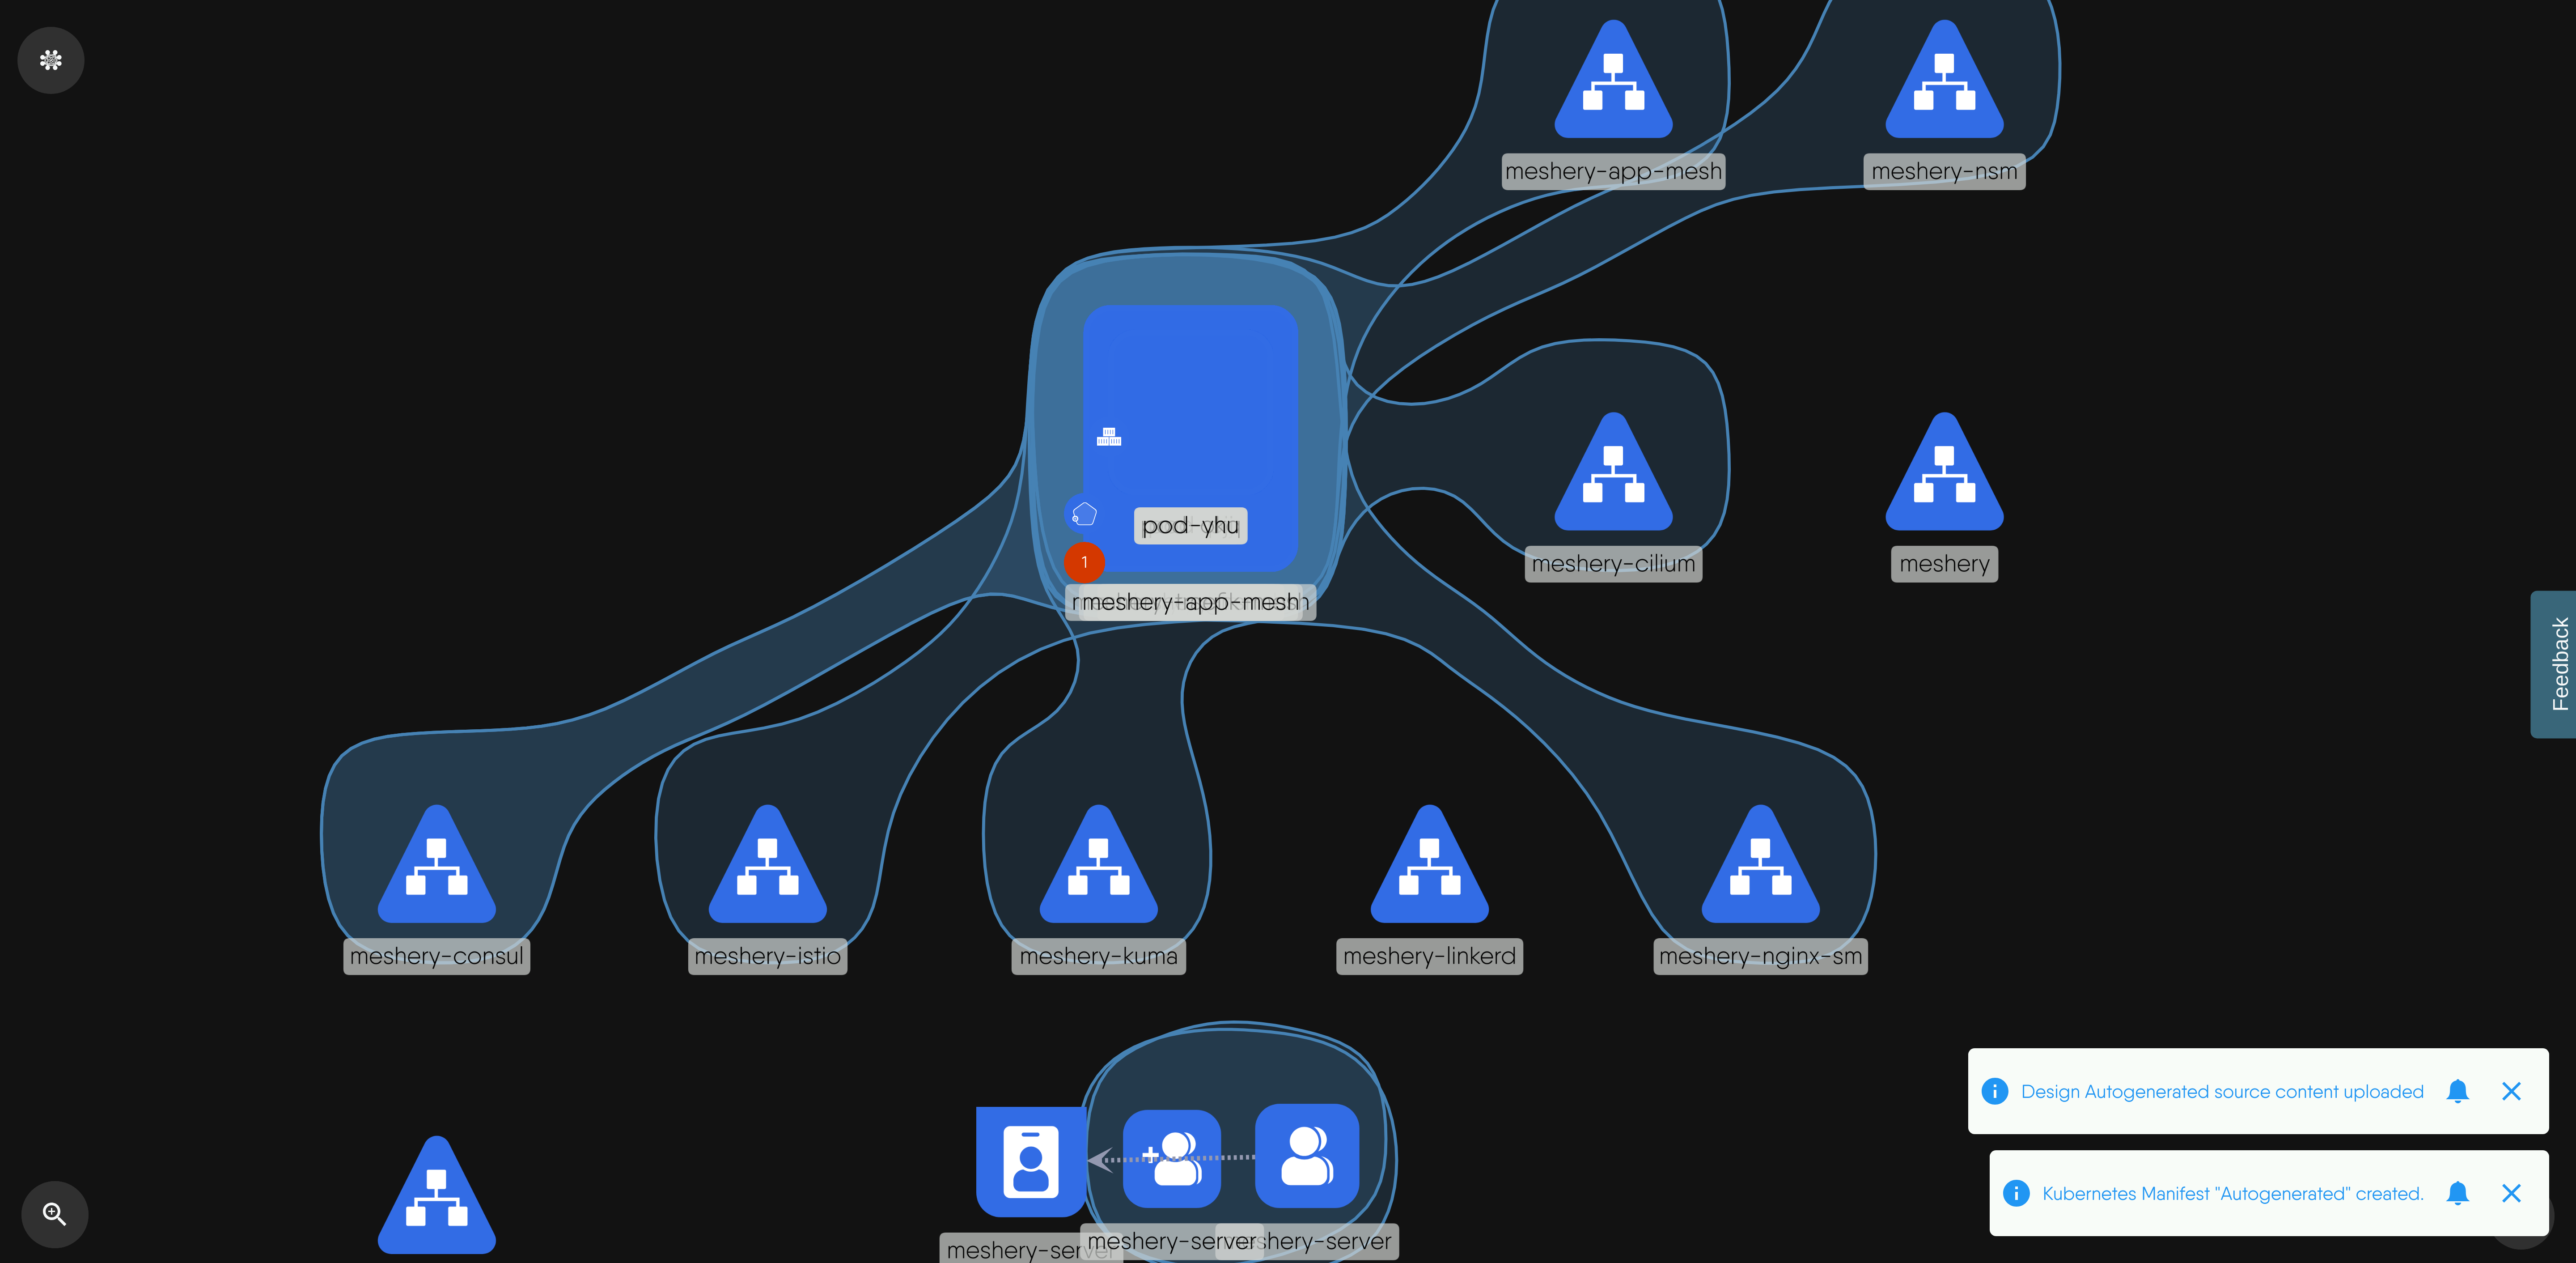 meshery-app-mesh
meshery-nsm
pod-yhu
1
meshery-cilium
meshery
meshery-app-mesh
Feedback
meshery-consul
meshery-istio
meshery-kuma
meshery-linkerd
meshery-nginx-sm
Design Autogenerated source content uploaded
Kubernetes Manifest "Autogenerated" created.
meshery-server
meshery-server
meshery-server